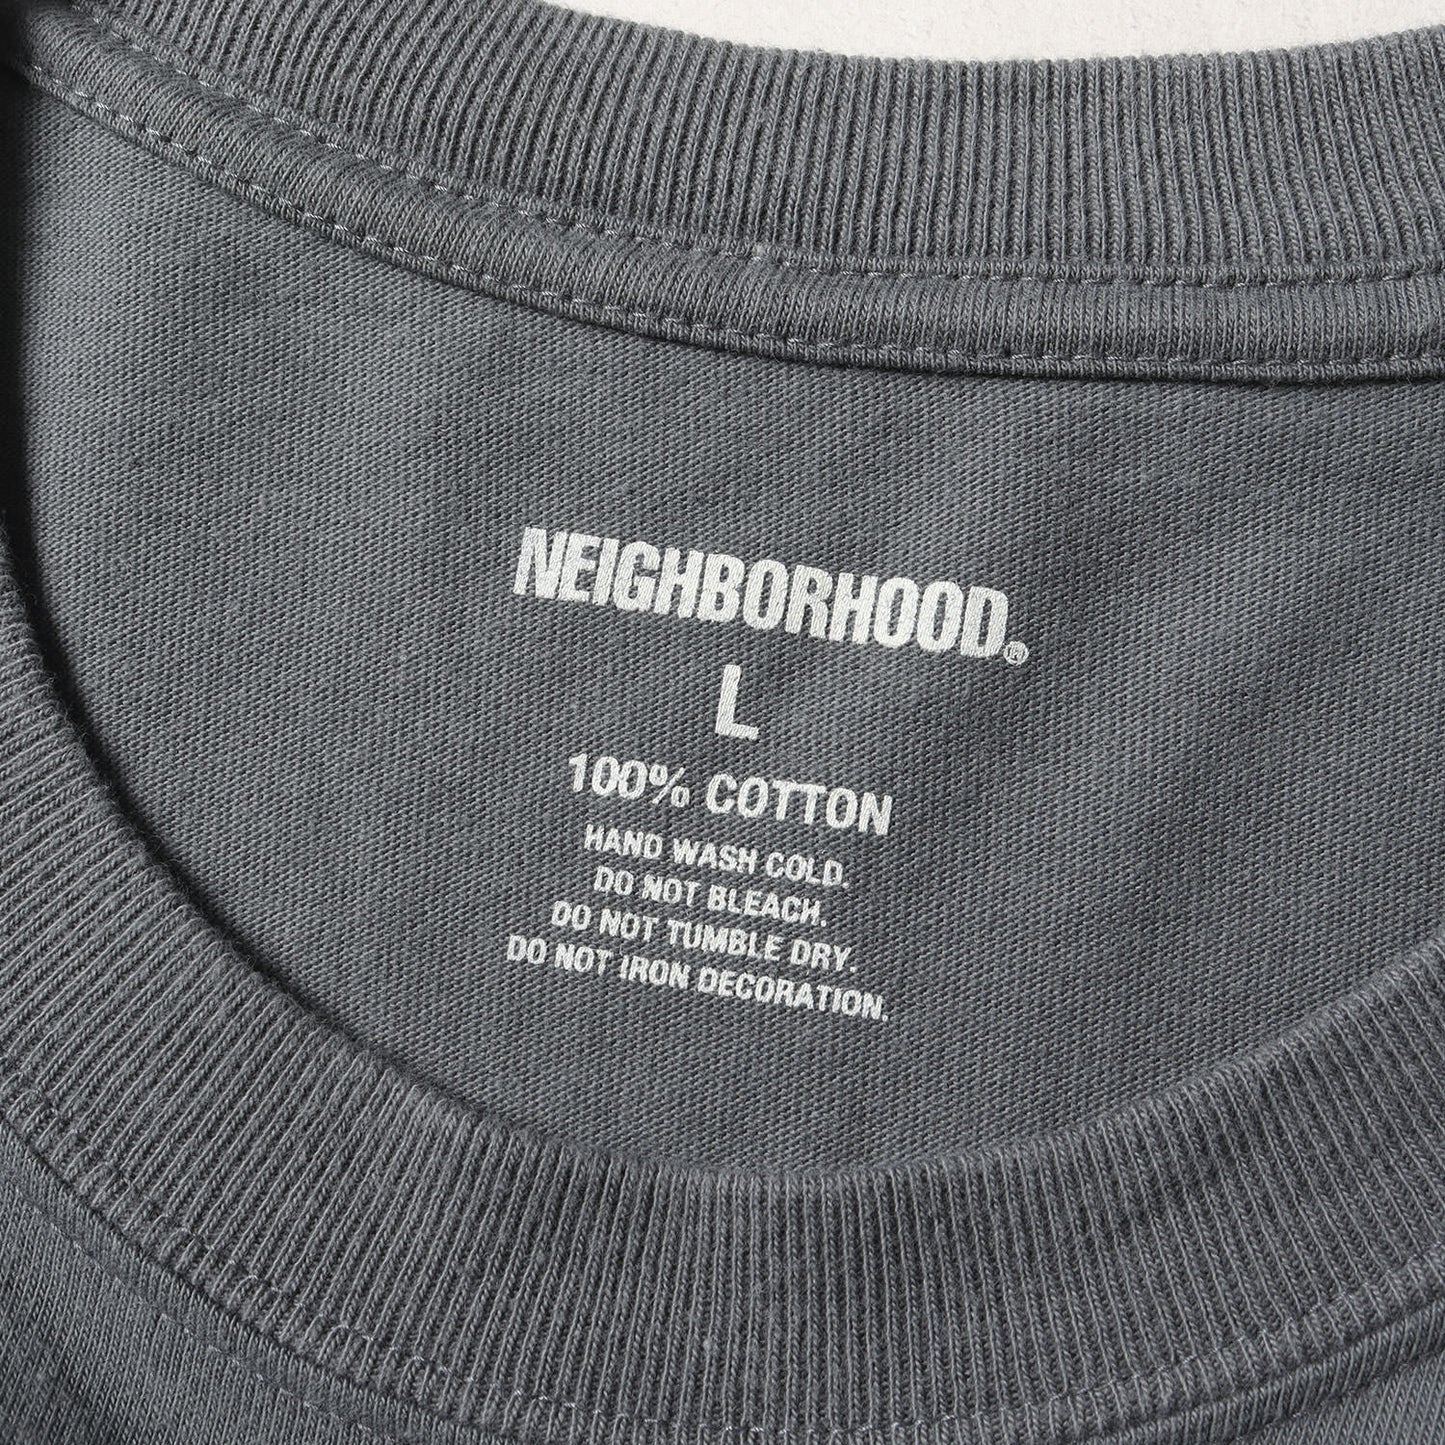 NEIGHBORHOOD.®
L
100% COTTON
HAND WASH COLD.
DO NOT BLEACH.
DO NOT TUMBLE DRY.
DO NOT IRON DECORATION.